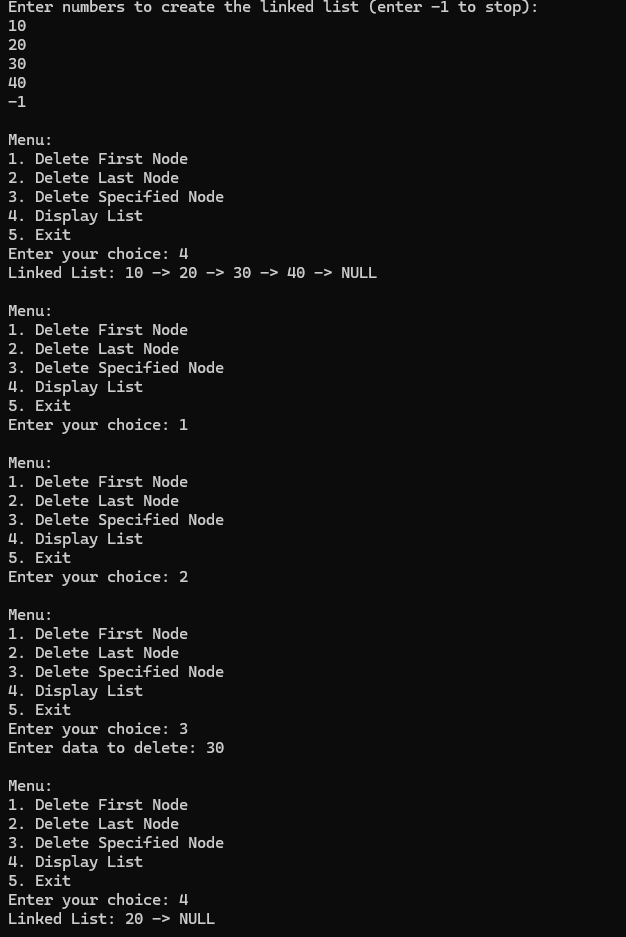 Enter numbers to create the linked list (enter -1 to stop):
10
20
30
40
-1
Menu:
1. Delete First Node
2. Delete Last Node
3. Delete Specified Node
4. Display List
5. Exit
Enter your choice: 4
Linked List: 10 -> 20 -> 30 -> 40 -> NULL
Menu:
1. Delete First Node
2. Delete Last Node
3. Delete Specified Node
4. Display List
5. Exit
Enter your choice: 1
Menu:
1. Delete First Node
2. Delete Last Node
3. Delete Specified Node
4. Display List
5. Exit
Enter your choice: 2
Menu:
1. Delete First Node
2. Delete Last Node
3. Delete Specified Node
4. Display List
5. Exit
Enter your choice: 3
Enter data to delete: 30
Menu:
1. Delete First Node
2. Delete Last Node
3. Delete Specified Node
4. Display List
5. Exit
Enter your choice: 4
Linked List: 20 -> NULL